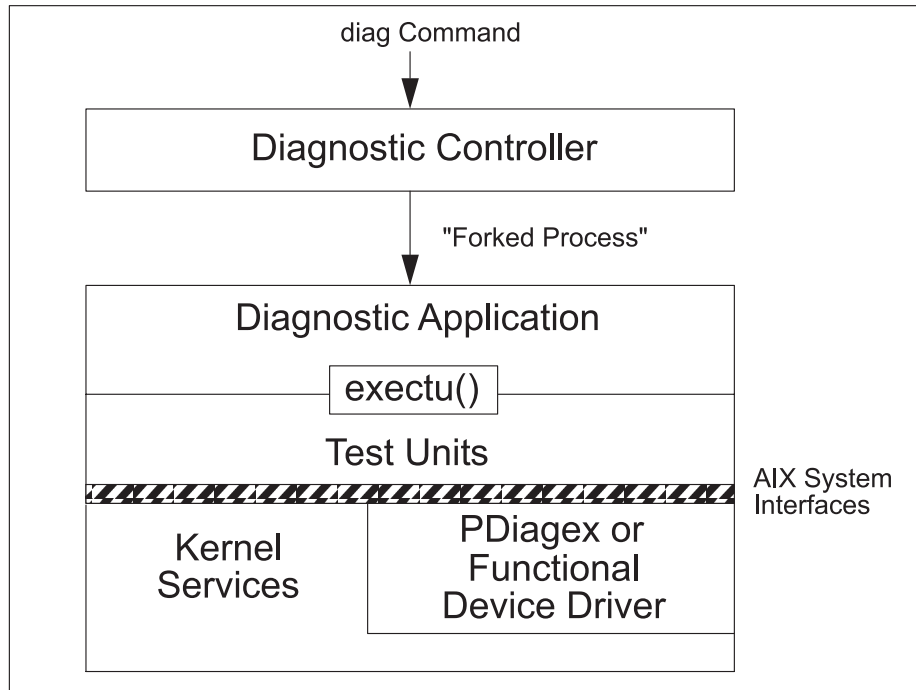 diag Command
Diagnostic Controller
"Forked Process"
Diagnostic Application
exectu()
Test Units
AIX System
Interfaces
Kernel
Services
PDiagex or
Functional
Device Driver